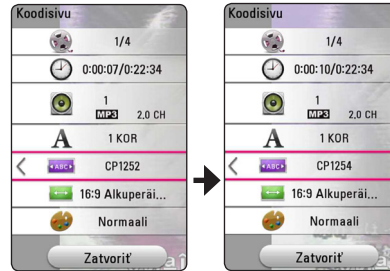 Koodisivu
1/4
0:00:07/0:22:34
1
MP3 2,0 CH
A 1 KOR
ABC CP1252
16:9 Alkuperäi...
Normaali
Zatvoriť
Koodisivu
1/4
0:00:10/0:22:34
1
MP3 2,0 CH
A 1 KOR
ABC CP1254
16:9 Alkuperäi...
Normaali
Zatvoriť